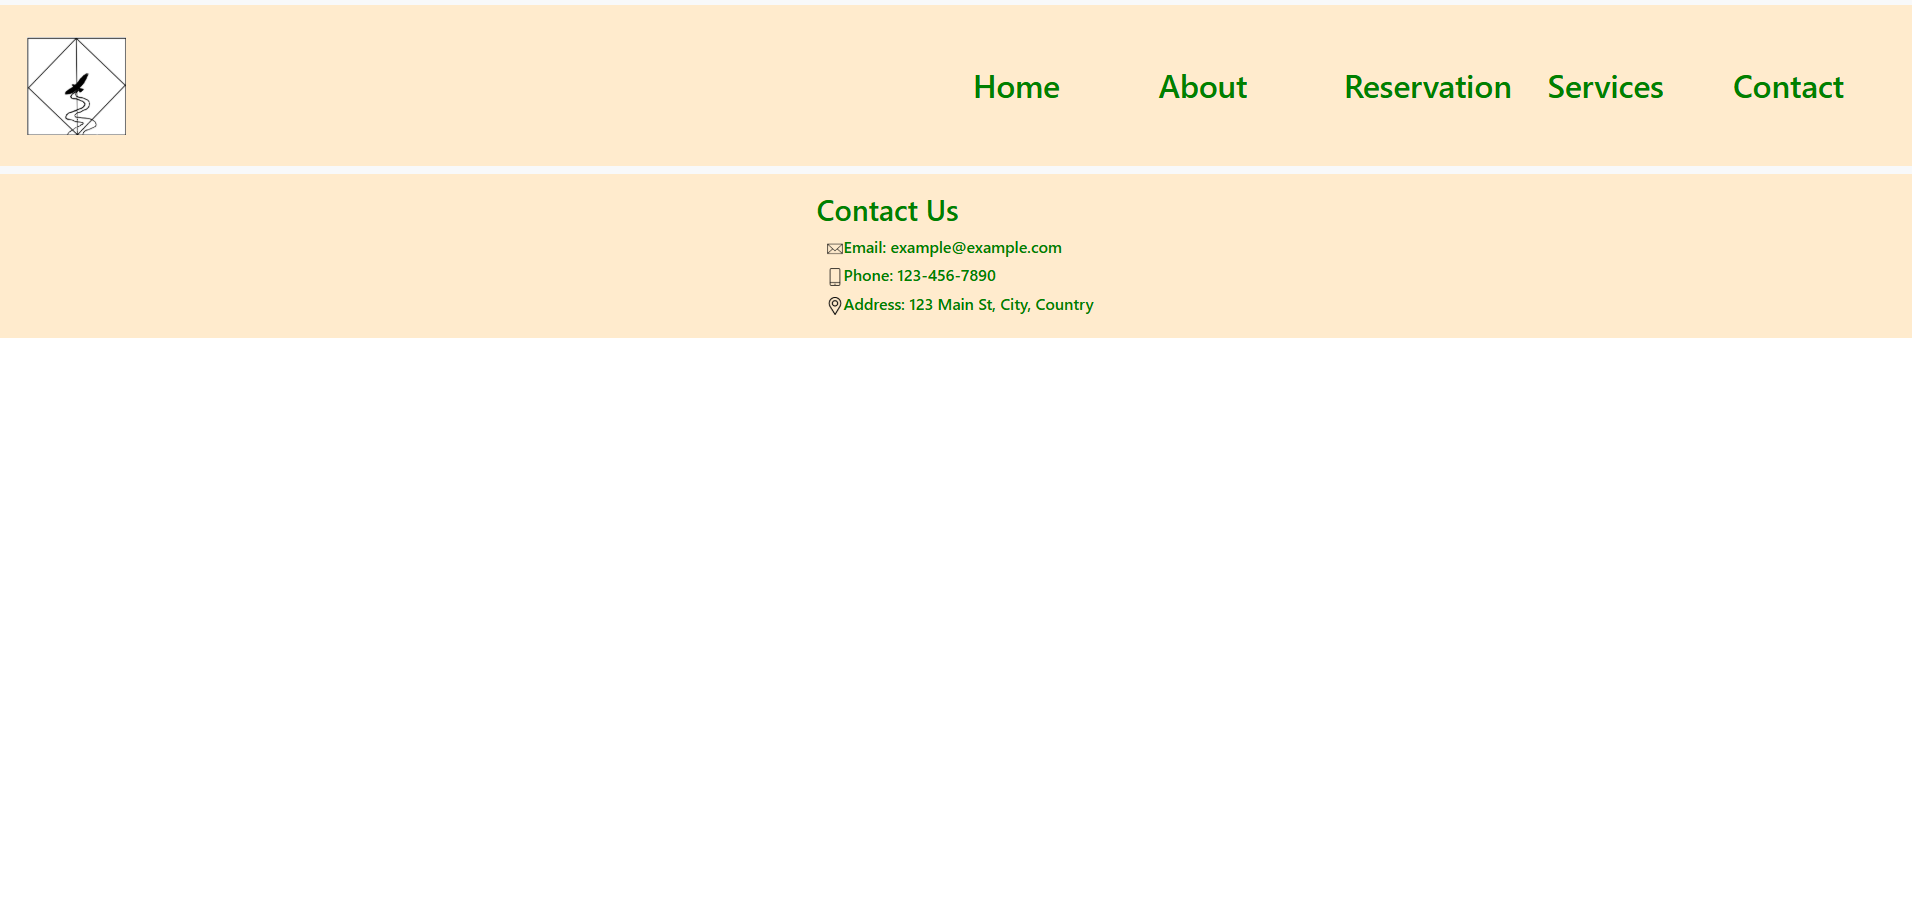 Home About Reservation Services Contact
Contact Us
Email: example@example.com
Phone: 123-456-7890
Address: 123 Main St, City, Country